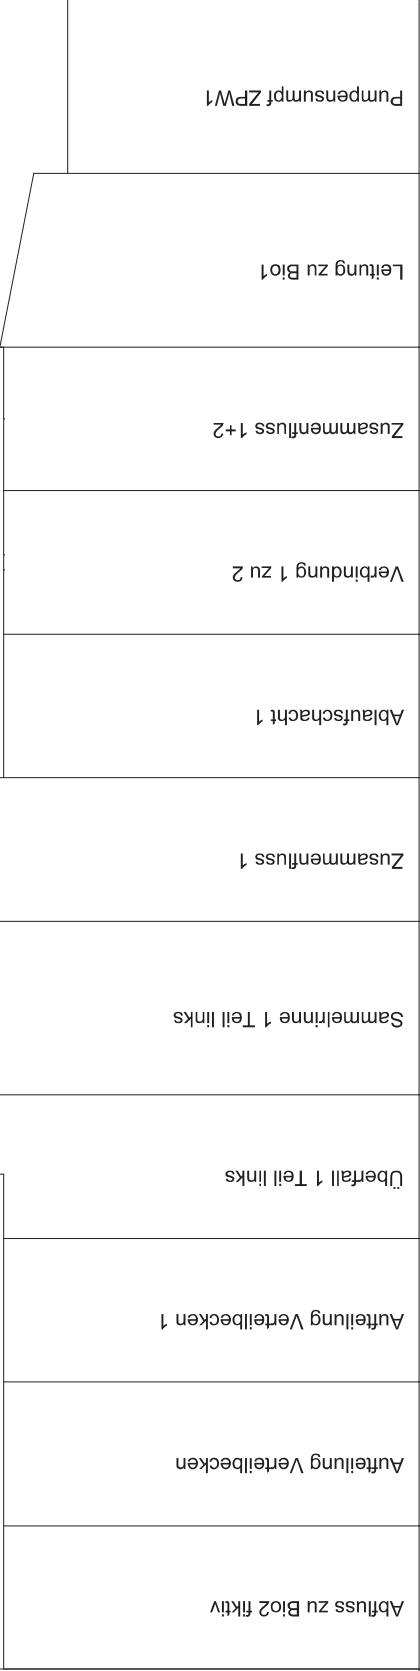 Abfluss zu Bio2 fiktiv
Aufteilung Verteilbecken
Aufteilung Verteilbecken 1
Überfall 1 Teil links
Sammelrinne 1 Teil links
Zusammenfluss 1
Ablaufschacht 1
Verbindung 1 zu 2
Zusammenfluss 1+2
Leitung zu Bio1
Pumpensumpf ZPW1